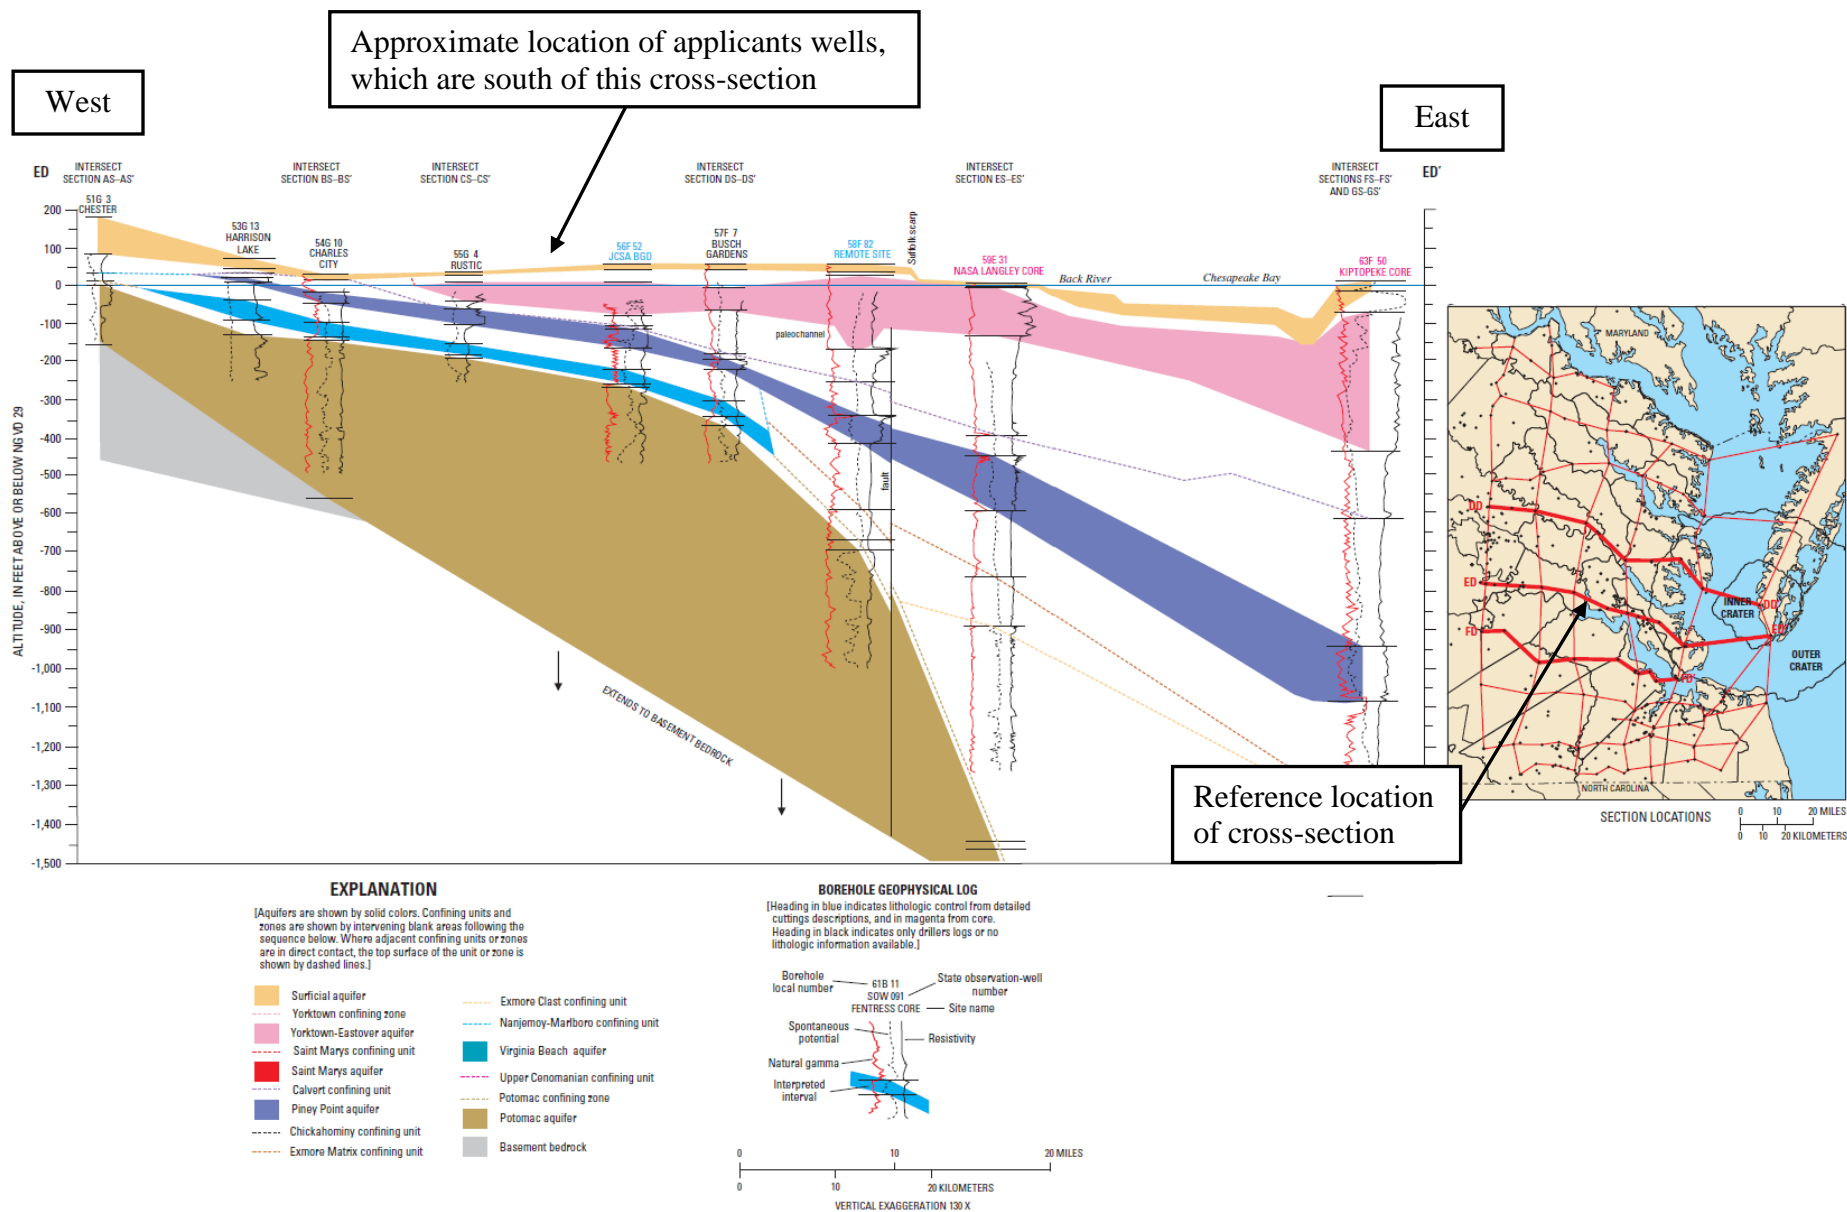 Approximate location of applicants wells,
which are south of this cross-section
West
East
ED
INTERSECT
SECTION AS–AS'
INTERSECT
SECTION BS–BS'
INTERSECT
SECTION CS–CS'
INTERSECT
SECTION DS–DS'
INTERSECT
SECTION ES–ES'
INTERSECT
SECTIONS FS–FS'
AND GS-GS'
ED'
51G 3
CHESTER
53G 13
HARRISON
LAKE
54G 10
CHARLES
CITY
55G 4
RUSTIC
56F 52
JCSA BGD
57F 7
BUSCH
GARDENS
58F 82
REMOTE SITE
Suffolk scarp
59E 31
NASA LANGLEY CORE
Back River
Chesapeake Bay
63F 50
KIPTOPEKE CORE
ALTITUDE, IN FEET ABOVE OR BELOW NGVD 29
200
100
0
-100
-200
-300
-400
-500
-600
-700
-800
-900
-1,000
-1,100
-1,200
-1,300
-1,400
-1,500
paleochannel
fault
EXTENDS TO BASEMENT BEDROCK
MARYLAND
DD
ED
FD
INNER
CRATER
DD'
ED'
OUTER
CRATER
FD'
NORTH CAROLINA
Reference location
of cross-section
SECTION LOCATIONS
0 10 20 MILES
0 10 20 KILOMETERS
EXPLANATION
[Aquifers are shown by solid colors. Confining units and
zones are shown by intervening blank areas following the
sequence below. Where adjacent confining units or zones
are in direct contact, the top surface of the unit or zone is
shown by dashed lines.]
Surficial aquifer
Yorktown confining zone
Yorktown-Eastover aquifer
Saint Marys confining unit
Saint Marys aquifer
Calvert confining unit
Piney Point aquifer
Chickahominy confining unit
Exmore Matrix confining unit
Exmore Clast confining unit
Nanjemoy-Marlboro confining unit
Virginia Beach aquifer
Upper Cenomanian confining unit
Potomac confining zone
Potomac aquifer
Basement bedrock
BOREHOLE GEOPHYSICAL LOG
[Heading in blue indicates lithologic control from detailed
cuttings descriptions, and in magenta from core.
Heading in black indicates only drillers logs or no
lithologic information available.]
Borehole
local number
61B 11
SOW 091
FENTRESS CORE
State observation-well
number
Site name
Spontaneous
potential
Resistivity
Natural gamma
Interpreted
interval
0 10 20 MILES
0 10 20 KILOMETERS
VERTICAL EXAGGERATION 130 X